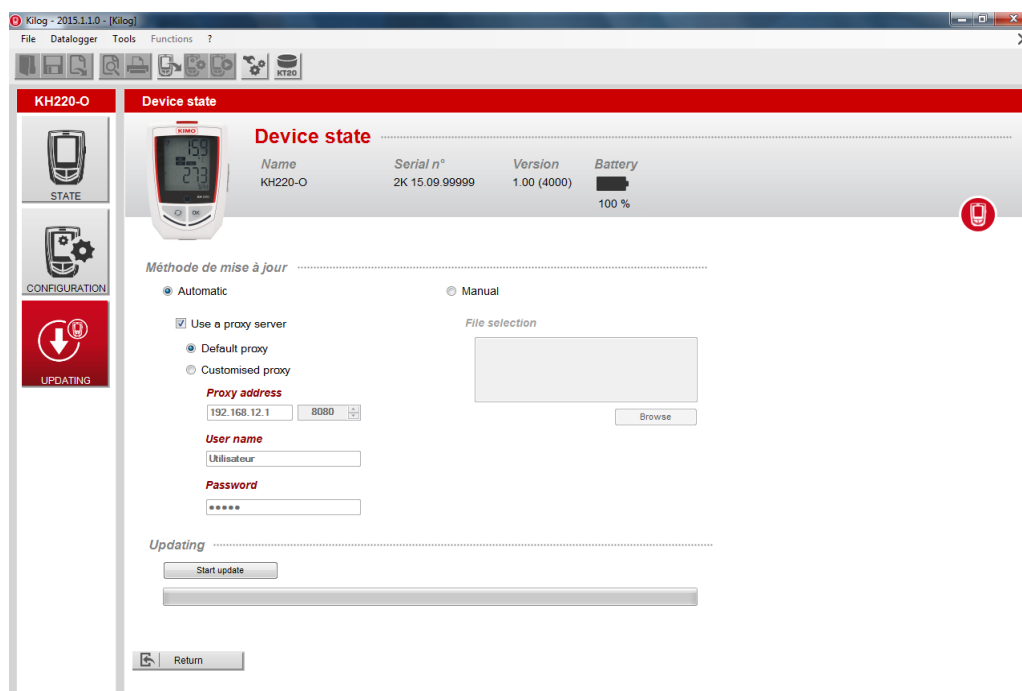 Kilog - 2015.1.1.0 - [Kilog]
File Datalogger Tools Functions ?
KT20
KH220-O
Device state
KIMO
Device state
Name Serial n° Version Battery
KH220-O 2K 15.09.99999 1.00 (4000)
100 %
OK
STATE
CONFIGURATION
UPDATING
Méthode de mise à jour
Automatic Manual
Use a proxy server File selection
Default proxy
Customised proxy
Proxy address
192.168.12.1 8080
Browse
User name
Utilisateur
Password
•••••
Updating
Start update
Return